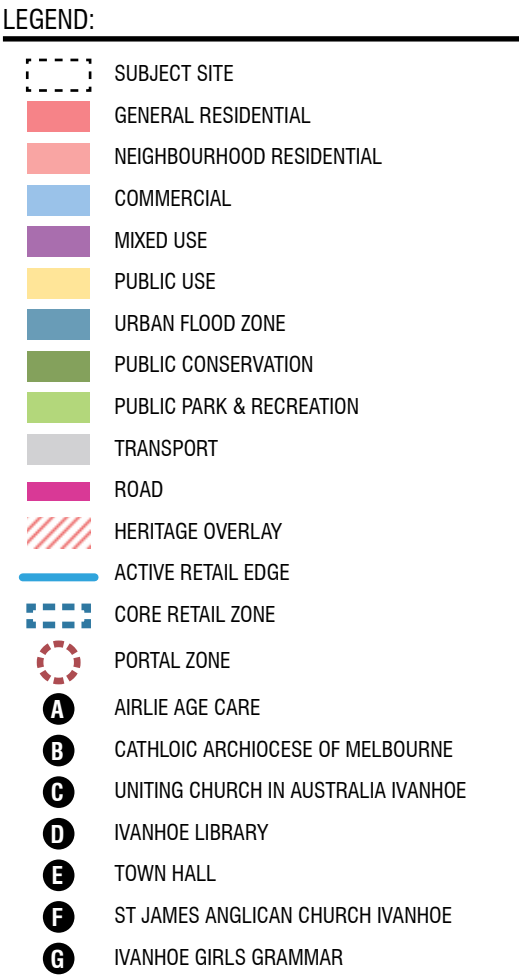 LEGEND:
SUBJECT SITE
GENERAL RESIDENTIAL
NEIGHBOURHOOD RESIDENTIAL
COMMERCIAL
MIXED USE
PUBLIC USE
URBAN FLOOD ZONE
PUBLIC CONSERVATION
PUBLIC PARK & RECREATION
TRANSPORT
ROAD
HERITAGE OVERLAY
ACTIVE RETAIL EDGE
CORE RETAIL ZONE
PORTAL ZONE
A AIRLIE AGE CARE
B CATHLOIC ARCHIOCESE OF MELBOURNE
C UNITING CHURCH IN AUSTRALIA IVANHOE
D IVANHOE LIBRARY
E TOWN HALL
F ST JAMES ANGLICAN CHURCH IVANHOE
G IVANHOE GIRLS GRAMMAR